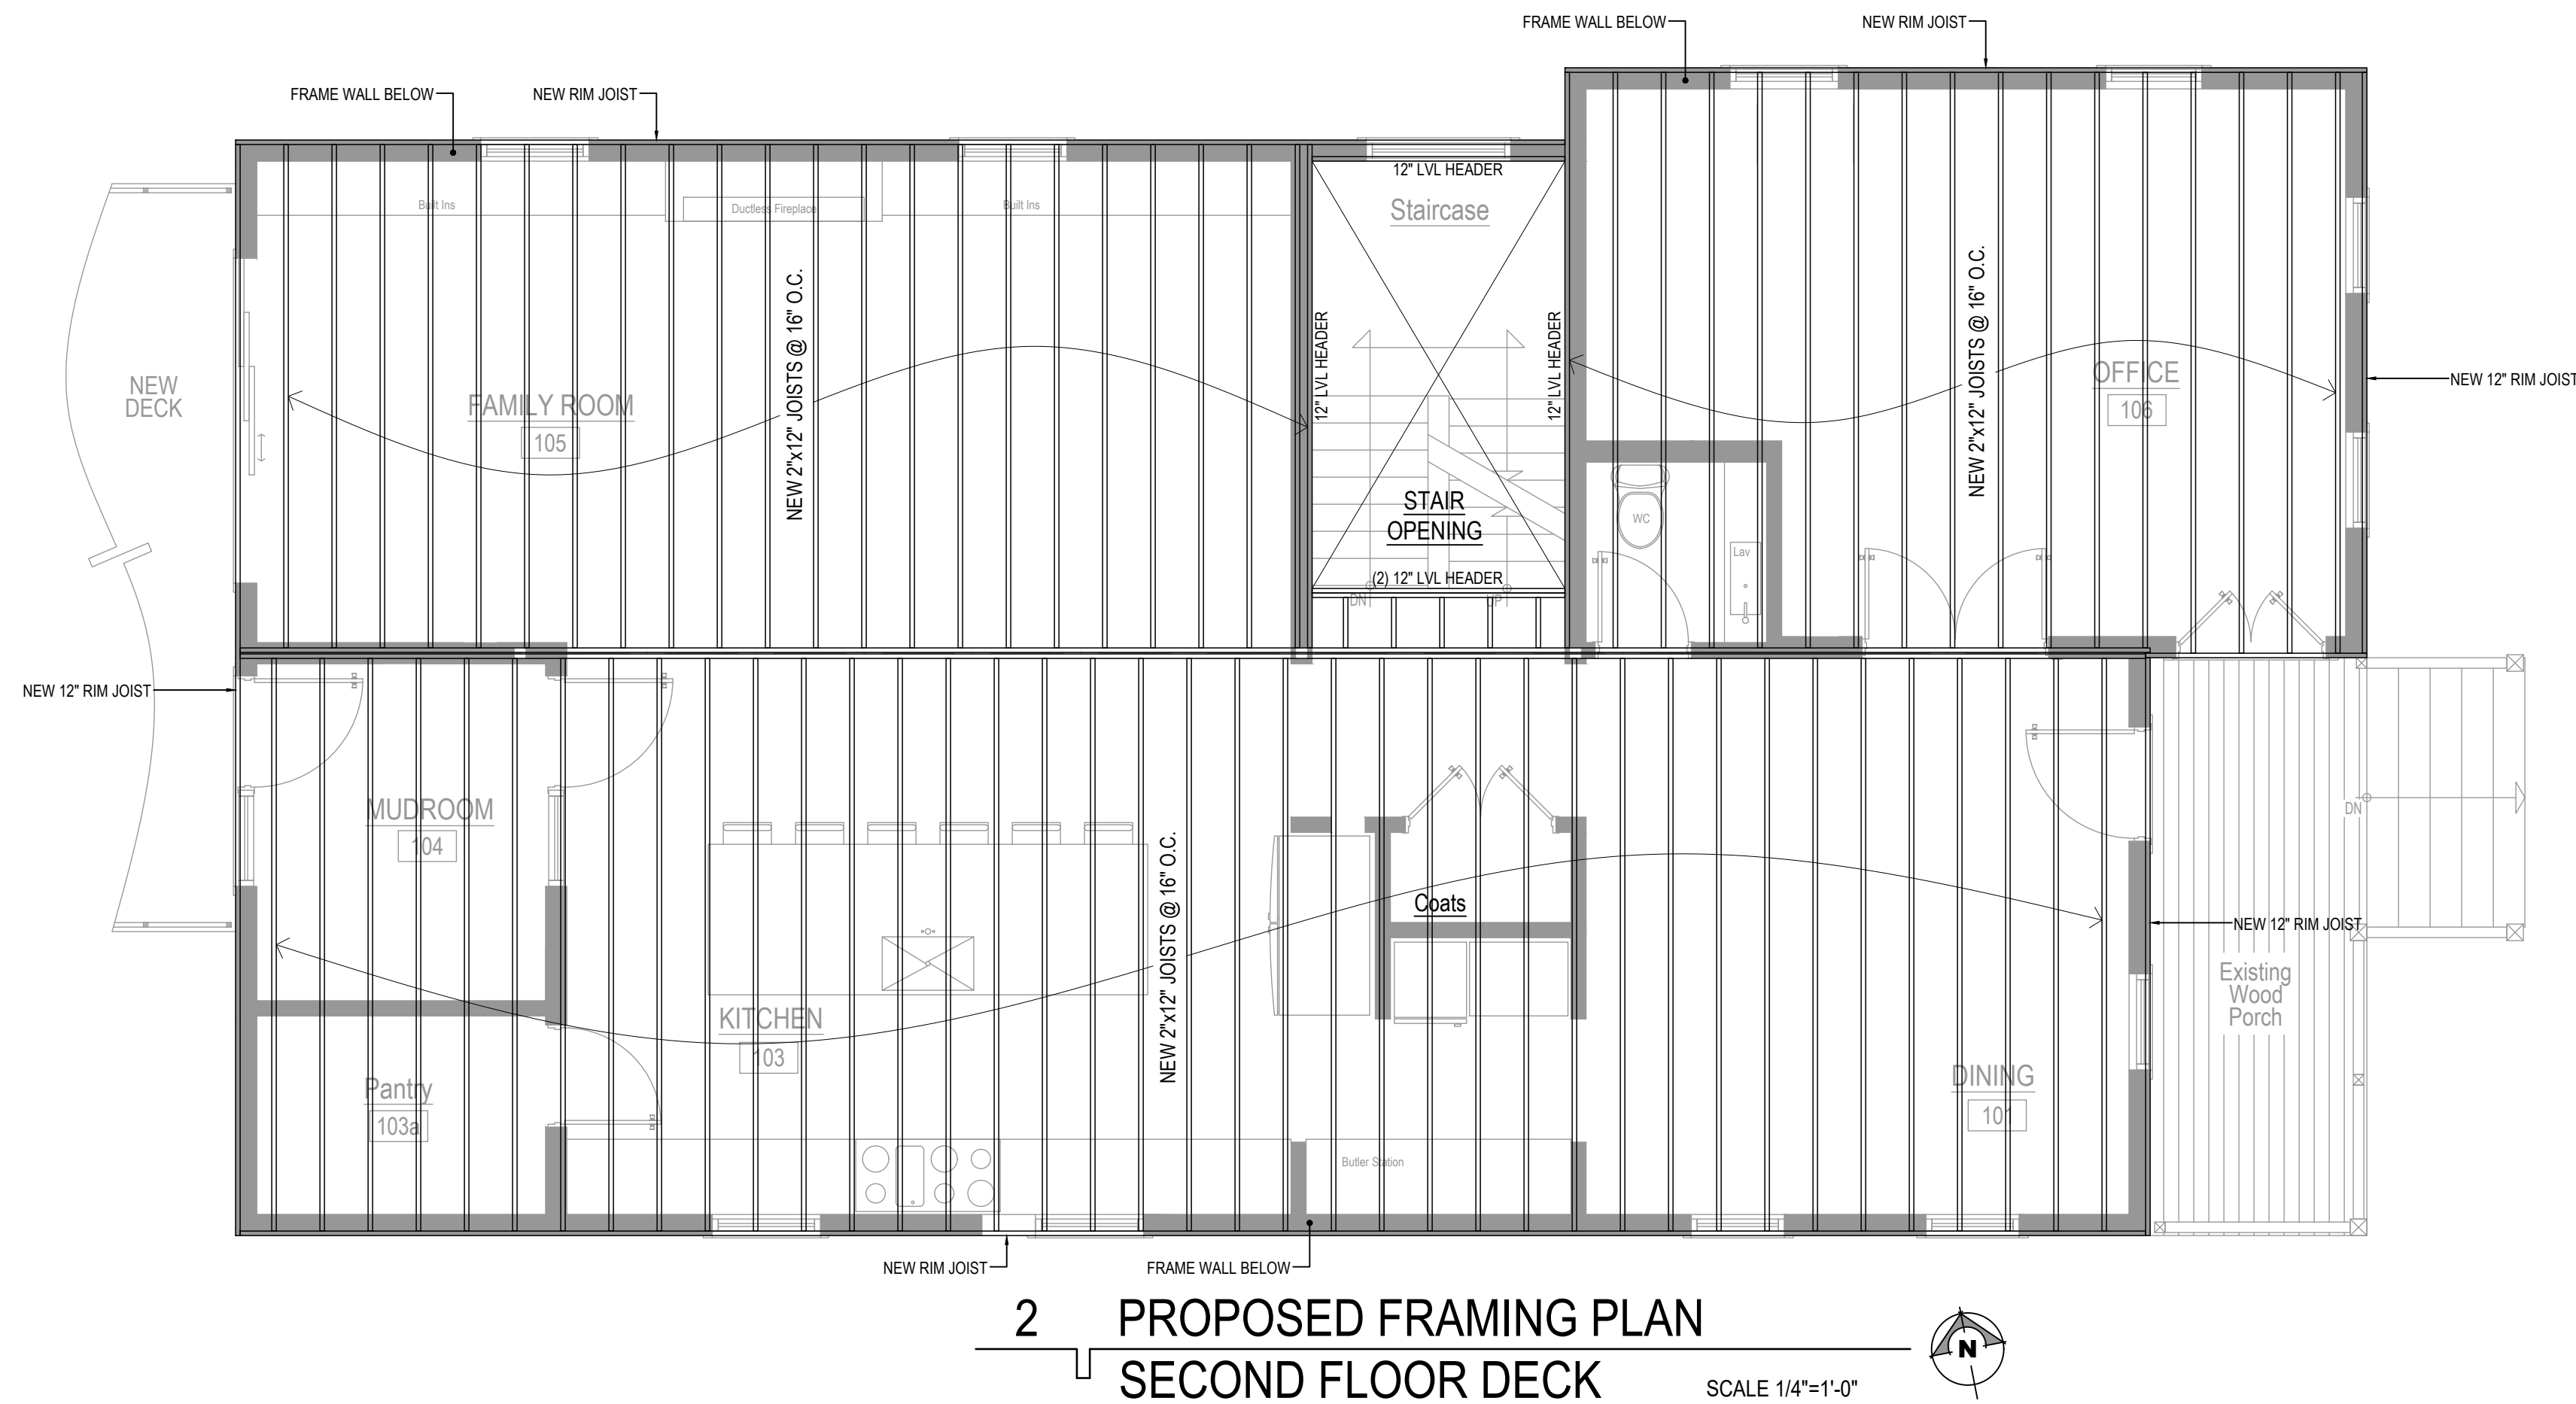 FRAME WALL BELOW
NEW RIM JOIST
FRAME WALL BELOW
NEW RIM JOIST
12" LVL HEADER
Staircase
Built Ins
Ductless Fireplace
Built Ins
NEW 2"x12" JOISTS @ 16" O.C.
NEW 2"x12" JOISTS @ 16" O.C.
12" LVL HEADER
12" LVL HEADER
NEW
DECK
FAMILY ROOM
105
OFFICE
106
NEW 12" RIM JOIST
STAIR
OPENING
WC
Lav
(2) 12" LVL HEADER
DN
UP
NEW 12" RIM JOIST
MUDROOM
104
DN
NEW 2"x12" JOISTS @ 16" O.C.
Coats
NEW 12" RIM JOIST
Existing
Wood
Porch
KITCHEN
103
Pantry
103a
DINING
101
Butler Station
NEW RIM JOIST
FRAME WALL BELOW
2 PROPOSED FRAMING PLAN
SECOND FLOOR DECK
SCALE 1/4"=1'-0"
N